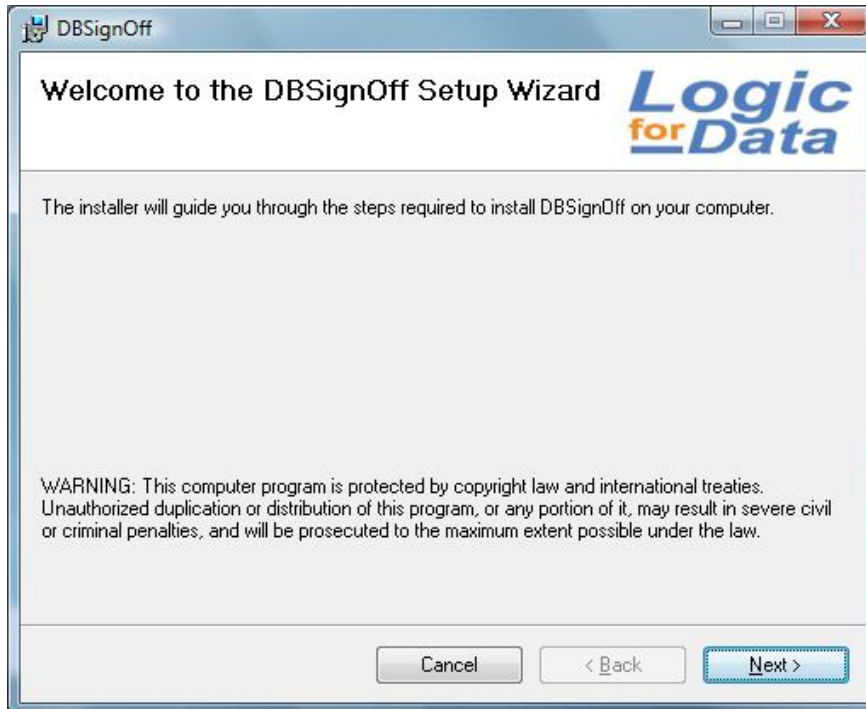 DBSignOff
Welcome to the DBSignOff Setup Wizard
Logic
for Data
The installer will guide you through the steps required to install DBSignOff on your computer.
WARNING: This computer program is protected by copyright law and international treaties.
Unauthorized duplication or distribution of this program, or any portion of it, may result in severe civil
or criminal penalties, and will be prosecuted to the maximum extent possible under the law.
Cancel
< Back
Next >